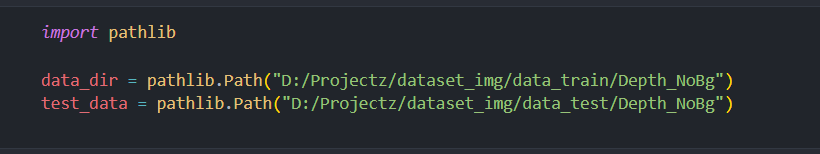 import pathlib
data_dir = pathlib.Path("D:/Projectz/dataset_img/data_train/Depth_NoBg")
test_data = pathlib.Path("D:/Projectz/dataset_img/data_test/Depth_NoBg")